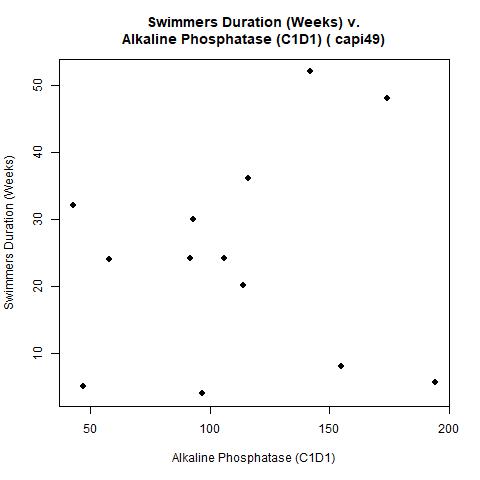 Swimmers Duration (Weeks) v.
Alkaline Phosphatase (C1D1) ( capi49)
Swimmers Duration (Weeks)
50
40
30
20
10
50 100 150 200
Alkaline Phosphatase (C1D1)